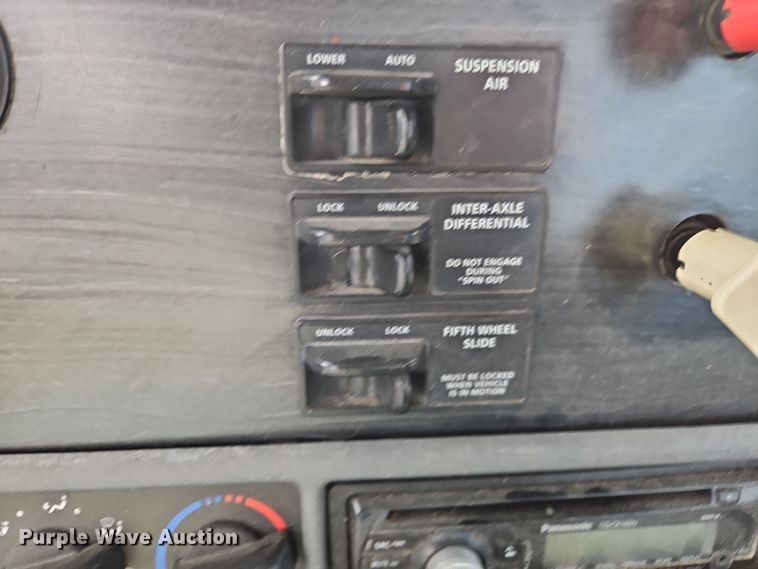 LOWER AUTO
SUSPENSION
AIR
LOCK UNLOCK
INTER-AXLE
DIFFERENTIAL
DO NOT ENGAGE
DURING
"SPIN OUT"
UNLOCK LOCK
FIFTH WHEEL
SLIDE
MUST BE LOCKED
WHEN VEHICLE
IS IN MOTION
Panasonic
Purple Wave Auction